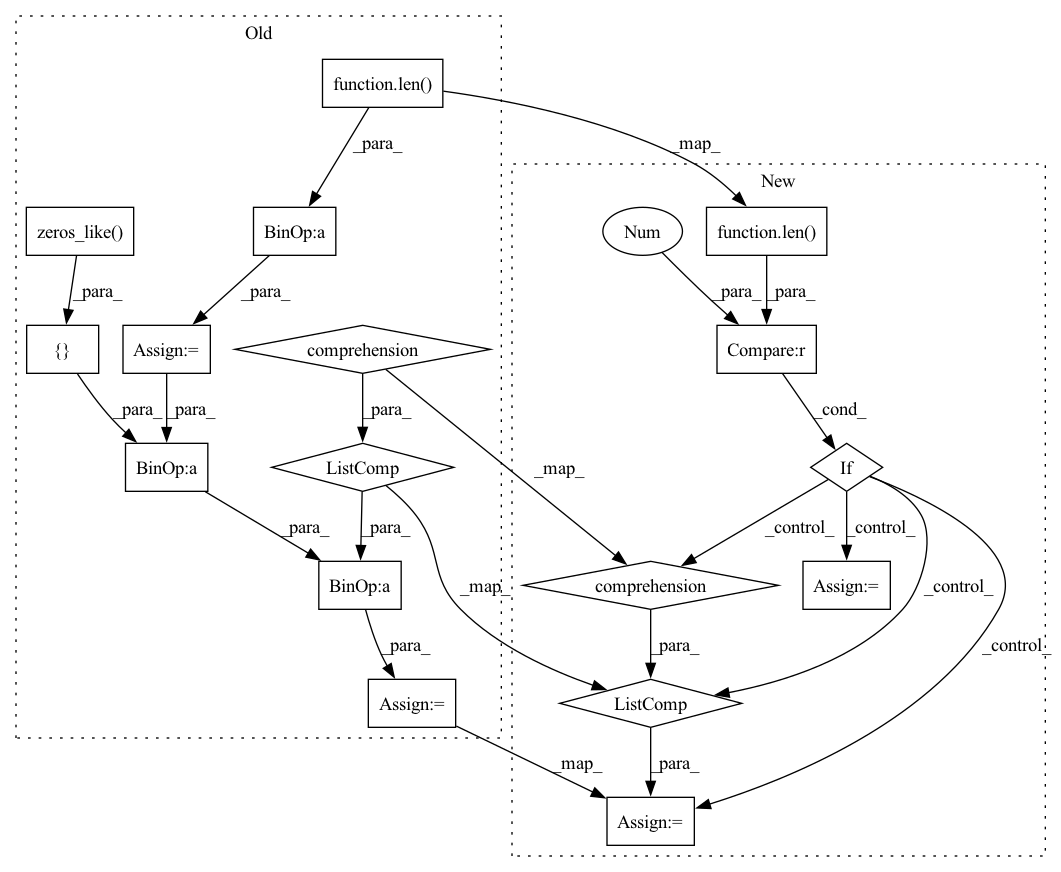 Old
function.len()
_para_
_map_
New
zeros_like()
BinOp:a
Num
function.len()
_para_
_para_
_para_
_para_
{}
Assign:=
comprehension
Compare:r
_para_
_para_
_para_
_cond_
BinOp:a
ListComp
_map_
If
_para_
_para_
_control_
_control_
BinOp:a
_map_
comprehension
Assign:=
_control_
_para_
_para_
_control_
Assign:=
ListComp
_map_
_para_
Assign:=